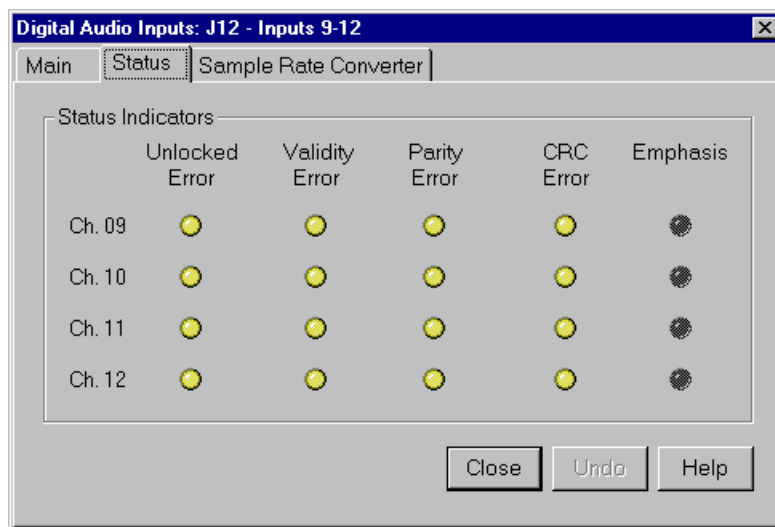 Digital Audio Inputs: J12 - Inputs 9-12
Main Status Sample Rate Converter
Status Indicators
Unlocked Error Validity Error Parity Error CRC Error Emphasis
Ch. 09
Ch. 10
Ch. 11
Ch. 12
Close Undo Help